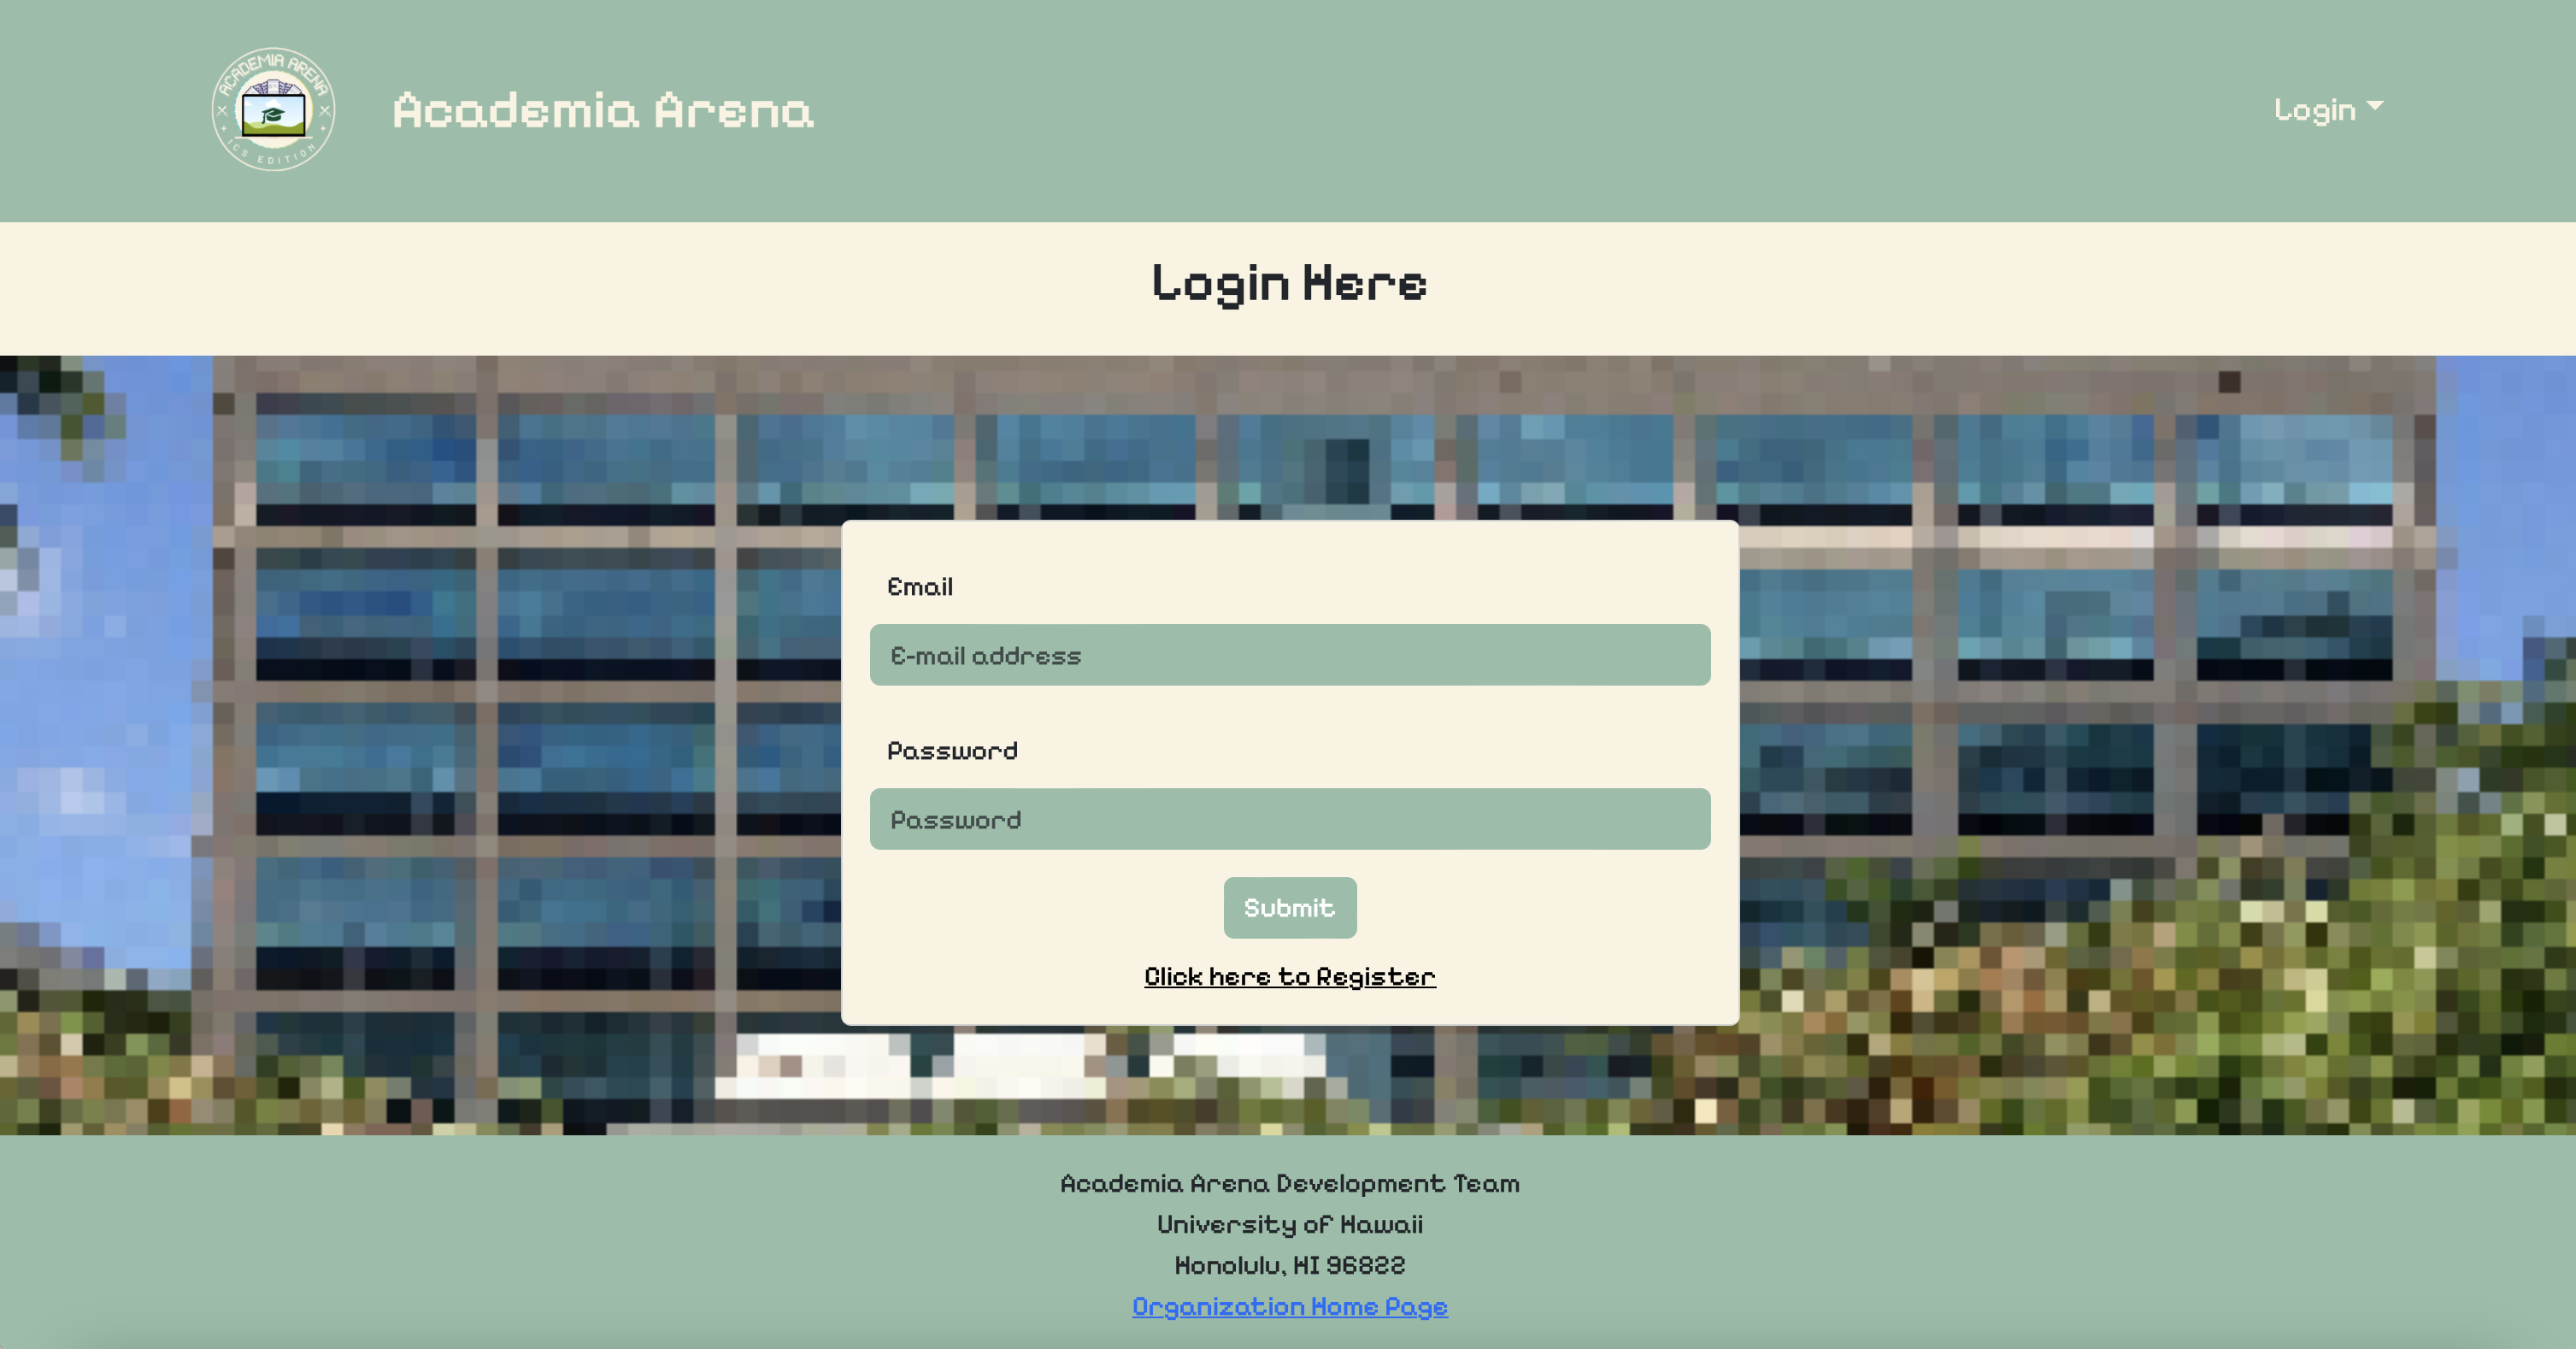 ACADEMIA ARENA
ICS EDITION
Academia Arena
Login
Login Here
Email
E-mail address
Password
Password
Submit
Click here to Register
Academia Arena Development Team
University of Hawaii
Honolulu, HI 96822
Organization Home Page